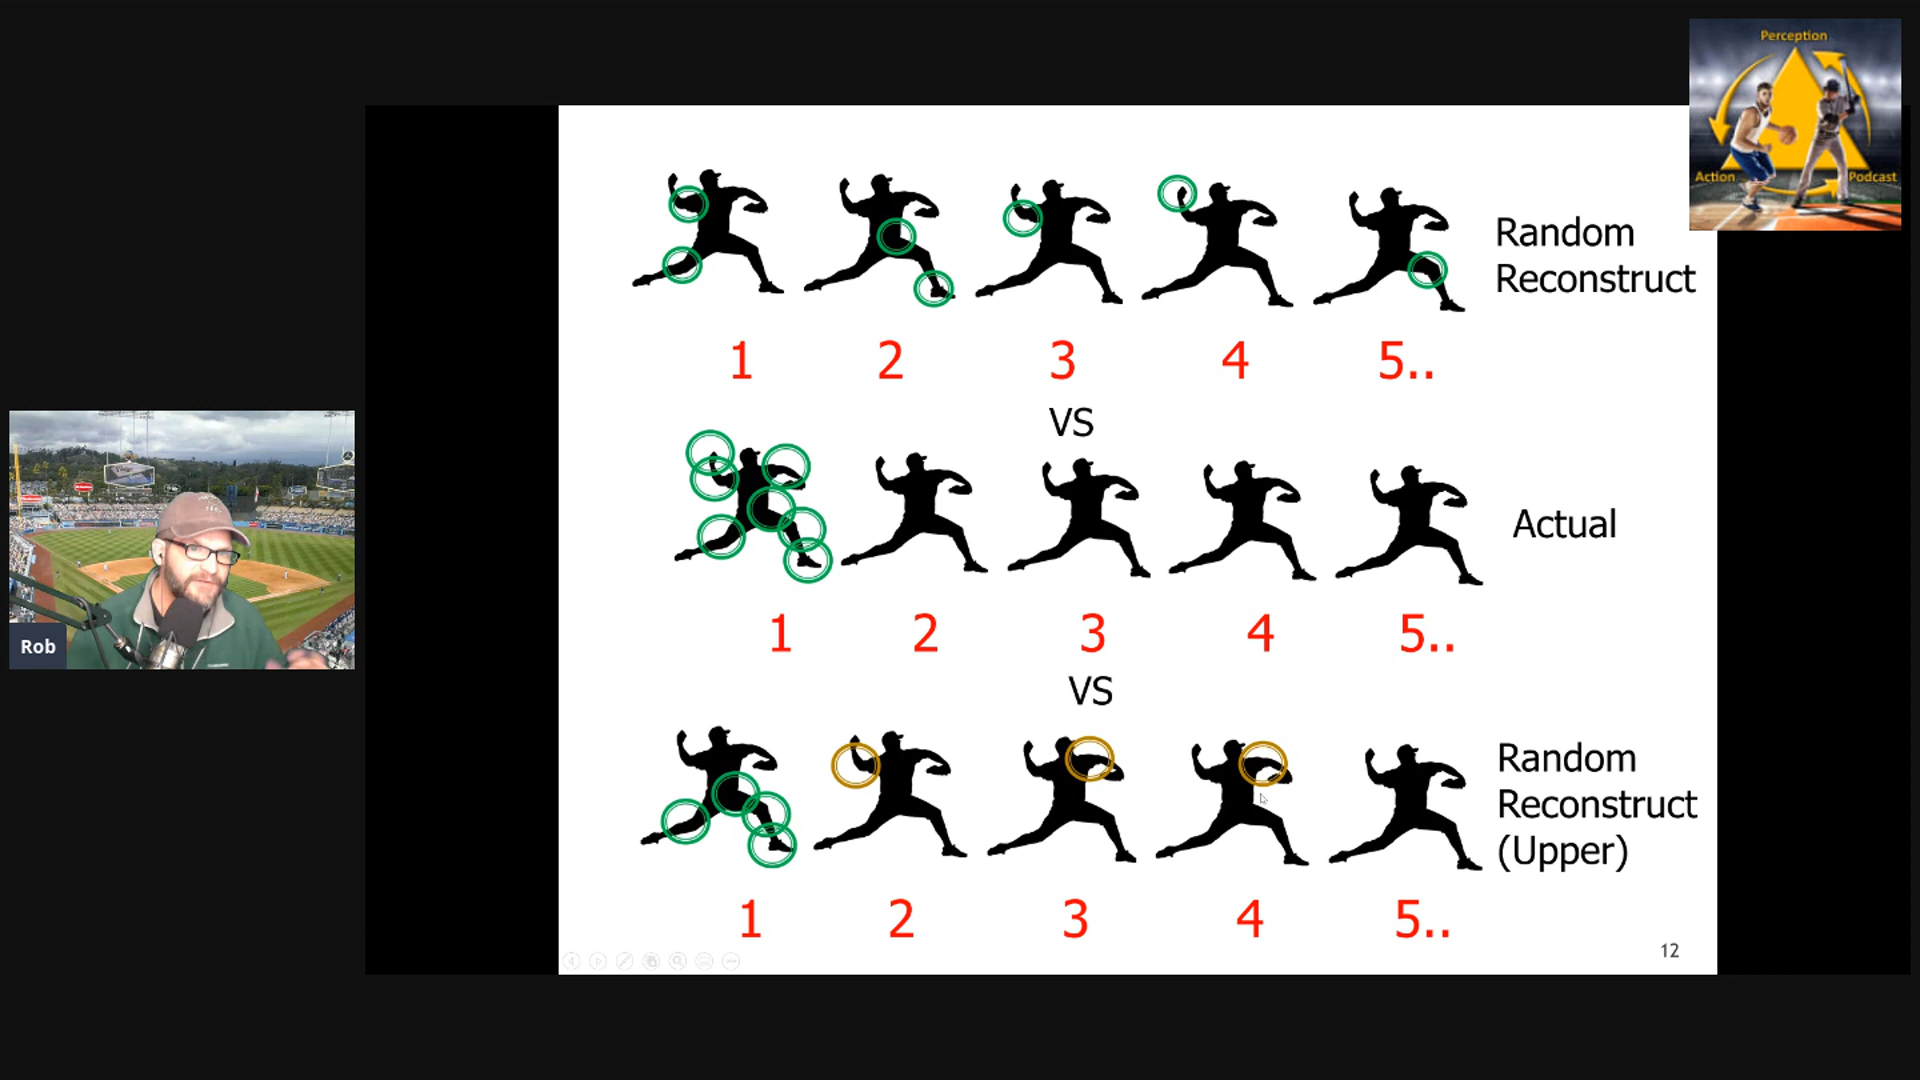 Perception
Action
Podcast
Random
Reconstruct
1
2
3
4
5..
VS
Actual
1
2
3
4
5..
VS
Random
Reconstruct
(Upper)
1
2
3
4
5..
12
Rob